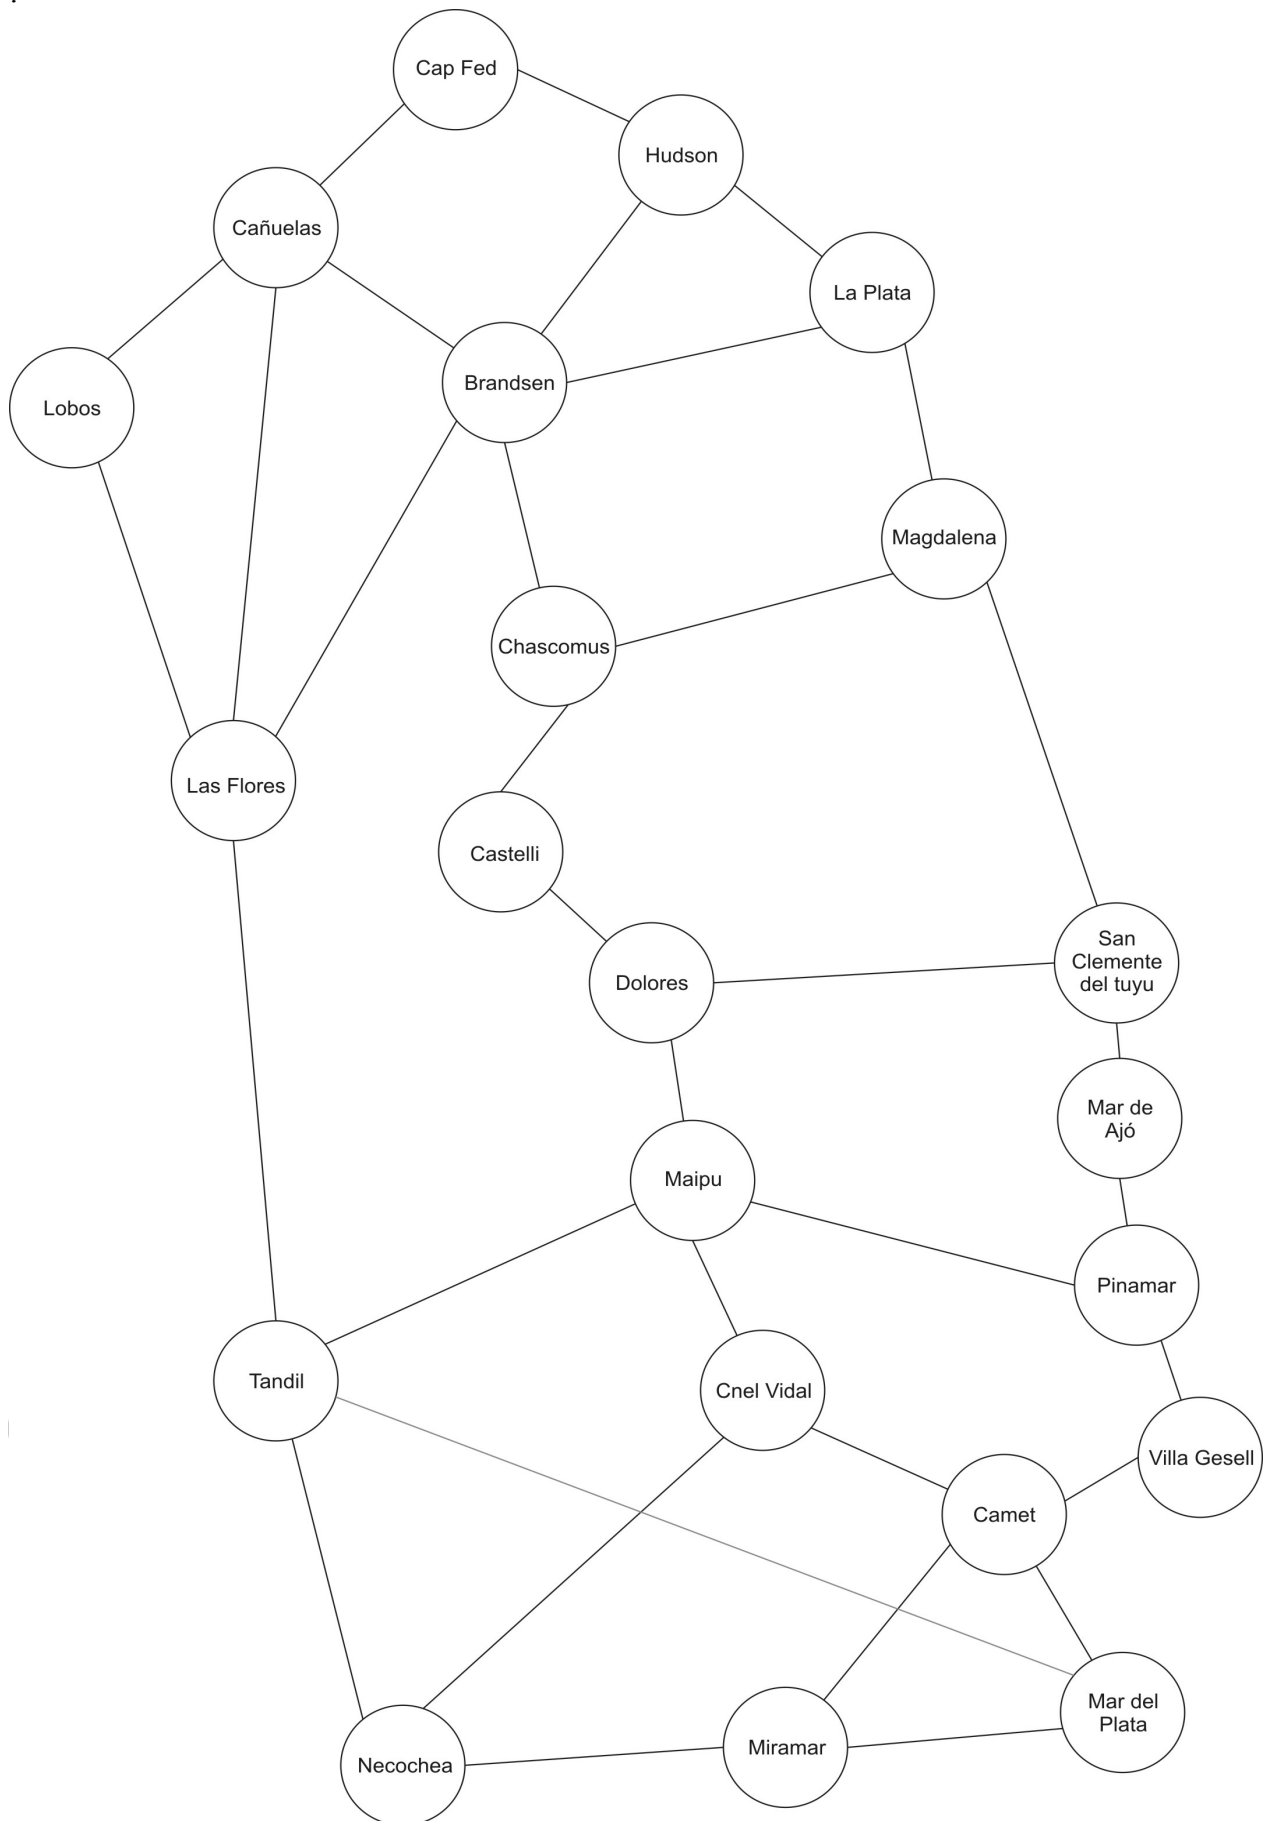 Cap Fed
Hudson
Cañuelas
La Plata
Brandsen
Lobos
Magdalena
Chascomus
Las Flores
Castelli
San
Clemente
del tuyu
Dolores
Mar de
Ajó
Maipu
Pinamar
Tandil
Cnel Vidal
Villa Gesell
Camet
Mar del
Plata
Miramar
Necochea